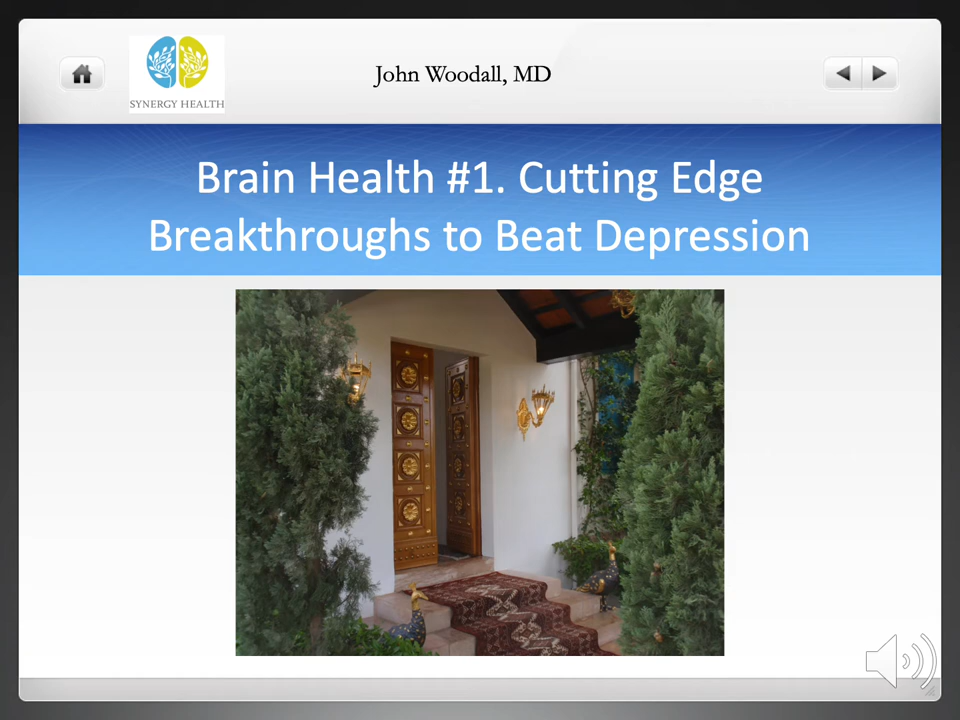 SYNERGY HEALTH
John Woodall, MD
Brain Health #1. Cutting Edge
Breakthroughs to Beat Depression